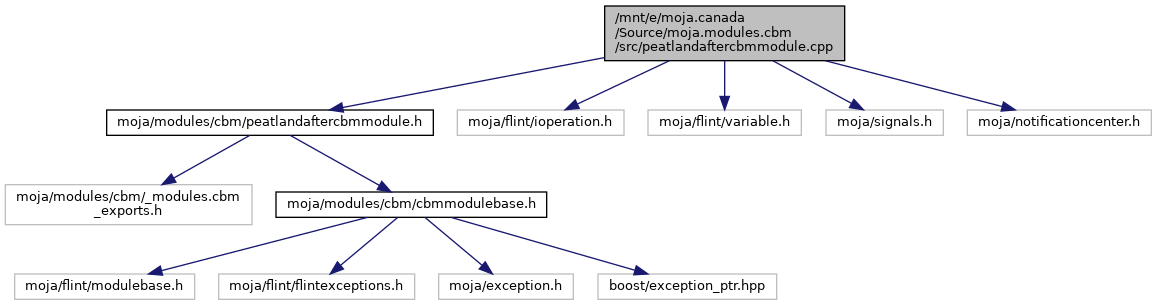 /mnt/e/moja.canada
/Source/moja.modules.cbm
/src/peatlandaftercbmmodule.cpp
moja/modules/cbm/peatlandaftercbmmodule.h
moja/flint/ioperation.h
moja/flint/variable.h
moja/signals.h
moja/notificationcenter.h
moja/modules/cbm/_modules.cbm
_exports.h
moja/modules/cbm/cbmmodulebase.h
moja/flint/modulebase.h
moja/flint/flintexceptions.h
moja/exception.h
boost/exception_ptr.hpp